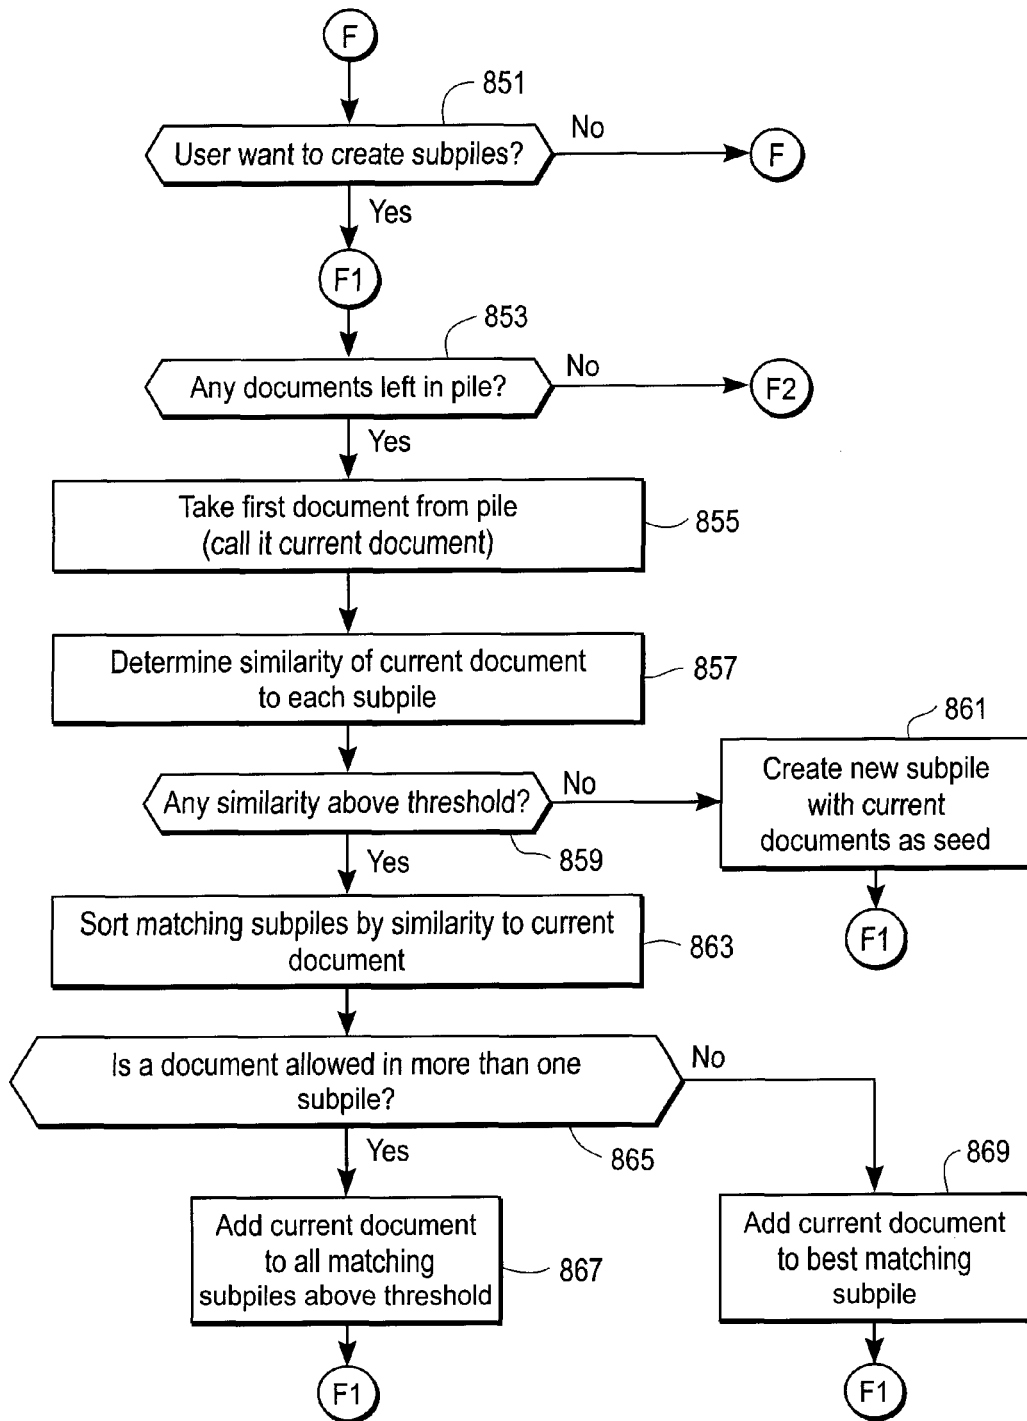 F
851
User want to create subpiles?
No
F
Yes
F1
853
Any documents left in pile?
No
F2
Yes
Take first document from pile
(call it current document)
855
Determine similarity of current document
to each subpile
857
Any similarity above threshold?
No
859
Yes
861
Create new subpile
with current
documents as seed
F1
Sort matching subpiles by similarity to current
document
863
Is a document allowed in more than one
subpile?
No
865
Yes
Add current document
to all matching
subpiles above threshold
867
F1
869
Add current document
to best matching
subpile
F1